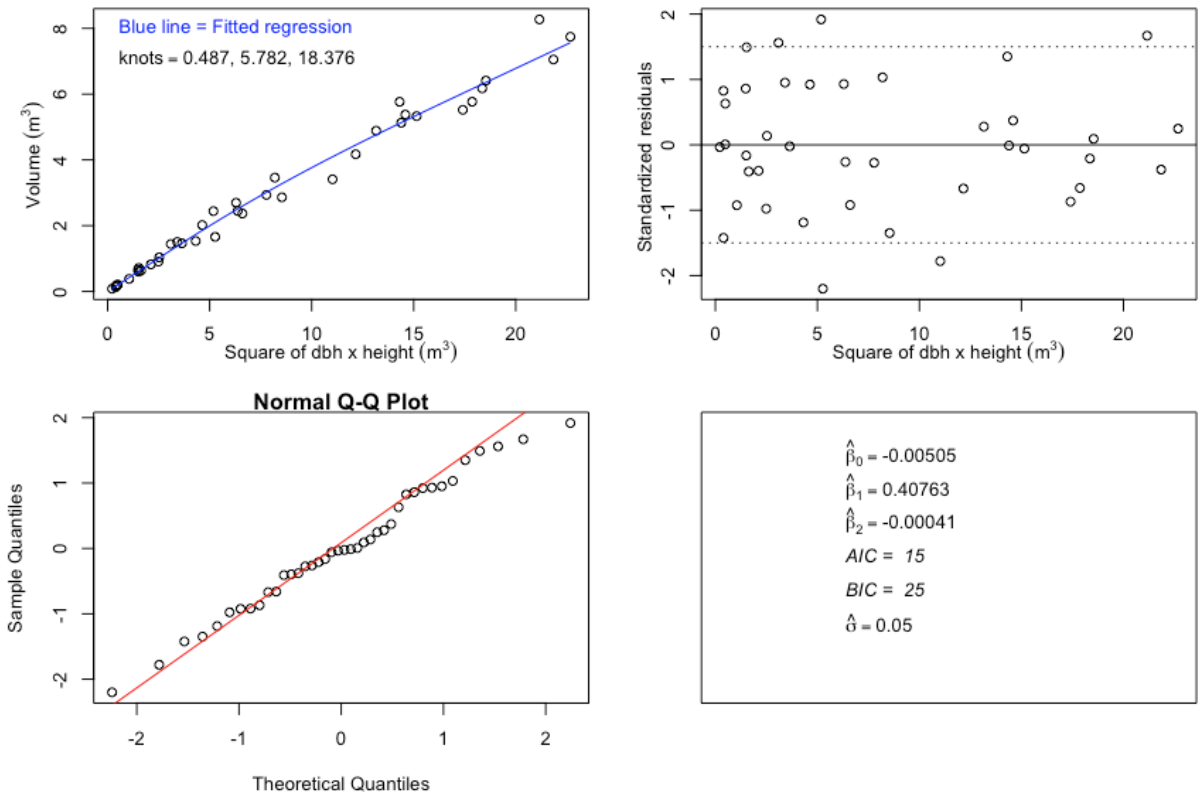 Blue line = Fitted regression
knots = 0.487, 5.782, 18.376
Volume (m³)
0 2 4 6 8
0 5 10 15 20
Square of dbh x height (m³)
Standardized residuals
-2 -1 0 1 2
0 5 10 15 20
Square of dbh x height (m³)
Normal Q-Q Plot
Sample Quantiles
-2 -1 0 1 2
-2 -1 0 1 2
Theoretical Quantiles
β̂₀ = -0.00505
β̂₁ = 0.40763
β̂₂ = -0.00041
AIC = 15
BIC = 25
σ̂ = 0.05